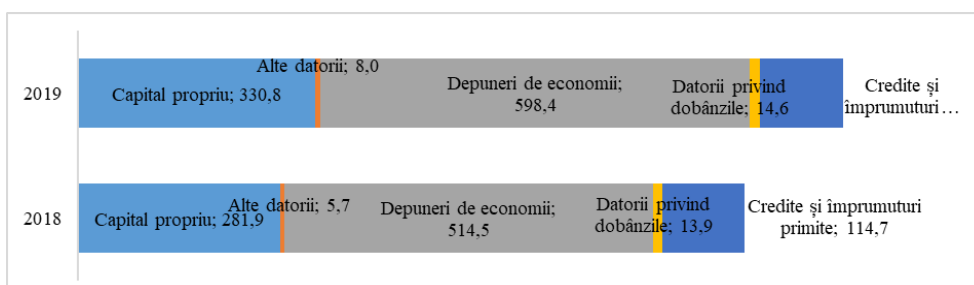 2019
Alte datorii; 8,0
Capital propriu; 330,8
Depuneri de economii;
598,4
Datorii privind
dobânzile; 14,6
Credite și
împrumuturi…
2018
Alte datorii; 5,7
Capital propriu; 281,9
Depuneri de economii;
514,5
Datorii privind
dobânzile; 13,9
Credite și împrumuturi
primite; 114,7